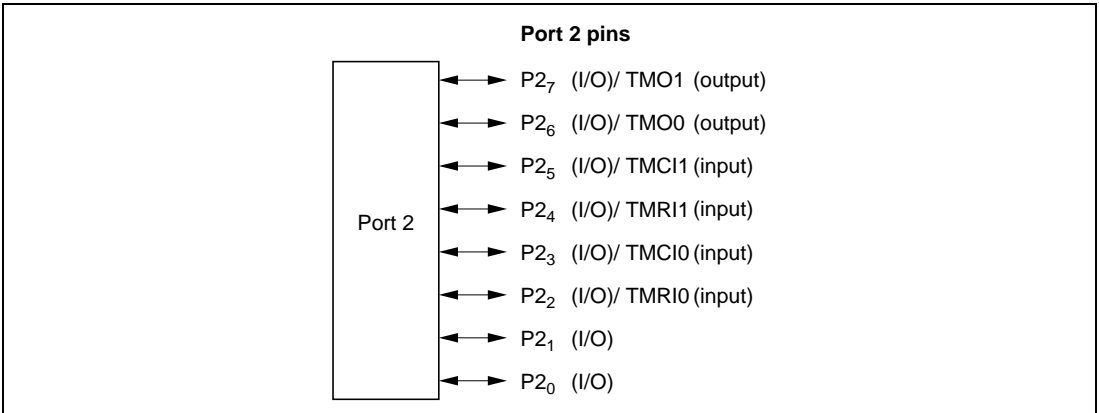 Port 2 pins
P2₇ (I/O)/ TMO1 (output)
P2₆ (I/O)/ TMO0 (output)
P2₅ (I/O)/ TMCI1 (input)
P2₄ (I/O)/ TMRI1 (input)
Port 2
P2₃ (I/O)/ TMCI0 (input)
P2₂ (I/O)/ TMRI0 (input)
P2₁ (I/O)
P2₀ (I/O)